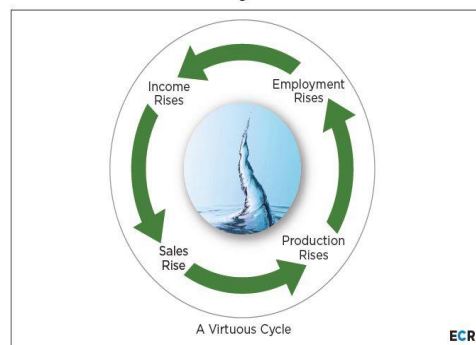 Income
Rises
Employment
Rises
Sales
Rise
Production
Rises
A Virtuous Cycle
ECR